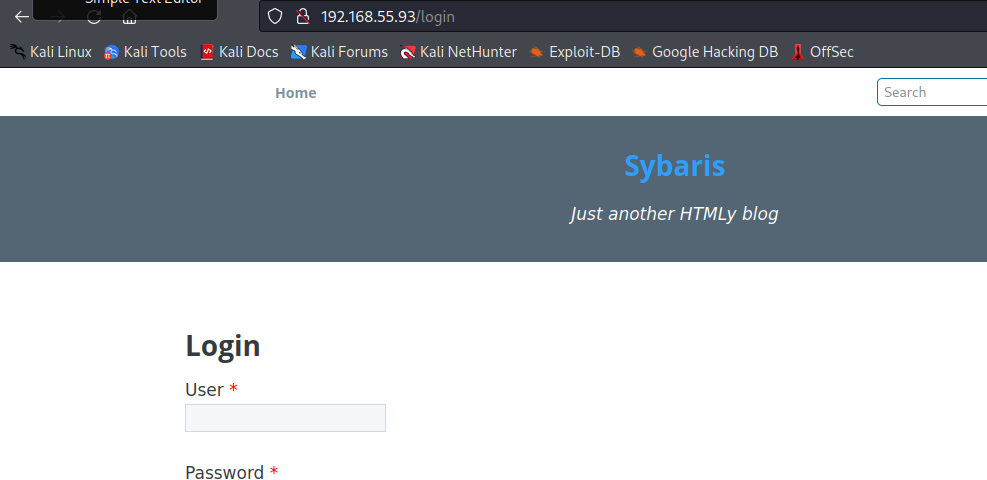 Simple Text Editor
192.168.55.93/login
Kali Linux Kali Tools Kali Docs Kali Forums Kali NetHunter Exploit-DB Google Hacking DB OffSec
Home Search
Sybaris
Just another HTMLy blog
Login
User *
Password *